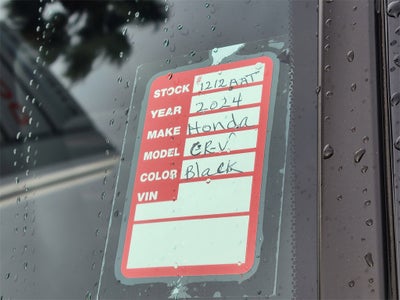 STOCK 1212AAT
YEAR 2024
MAKE Honda
MODEL CR-V
COLOR Black
VIN